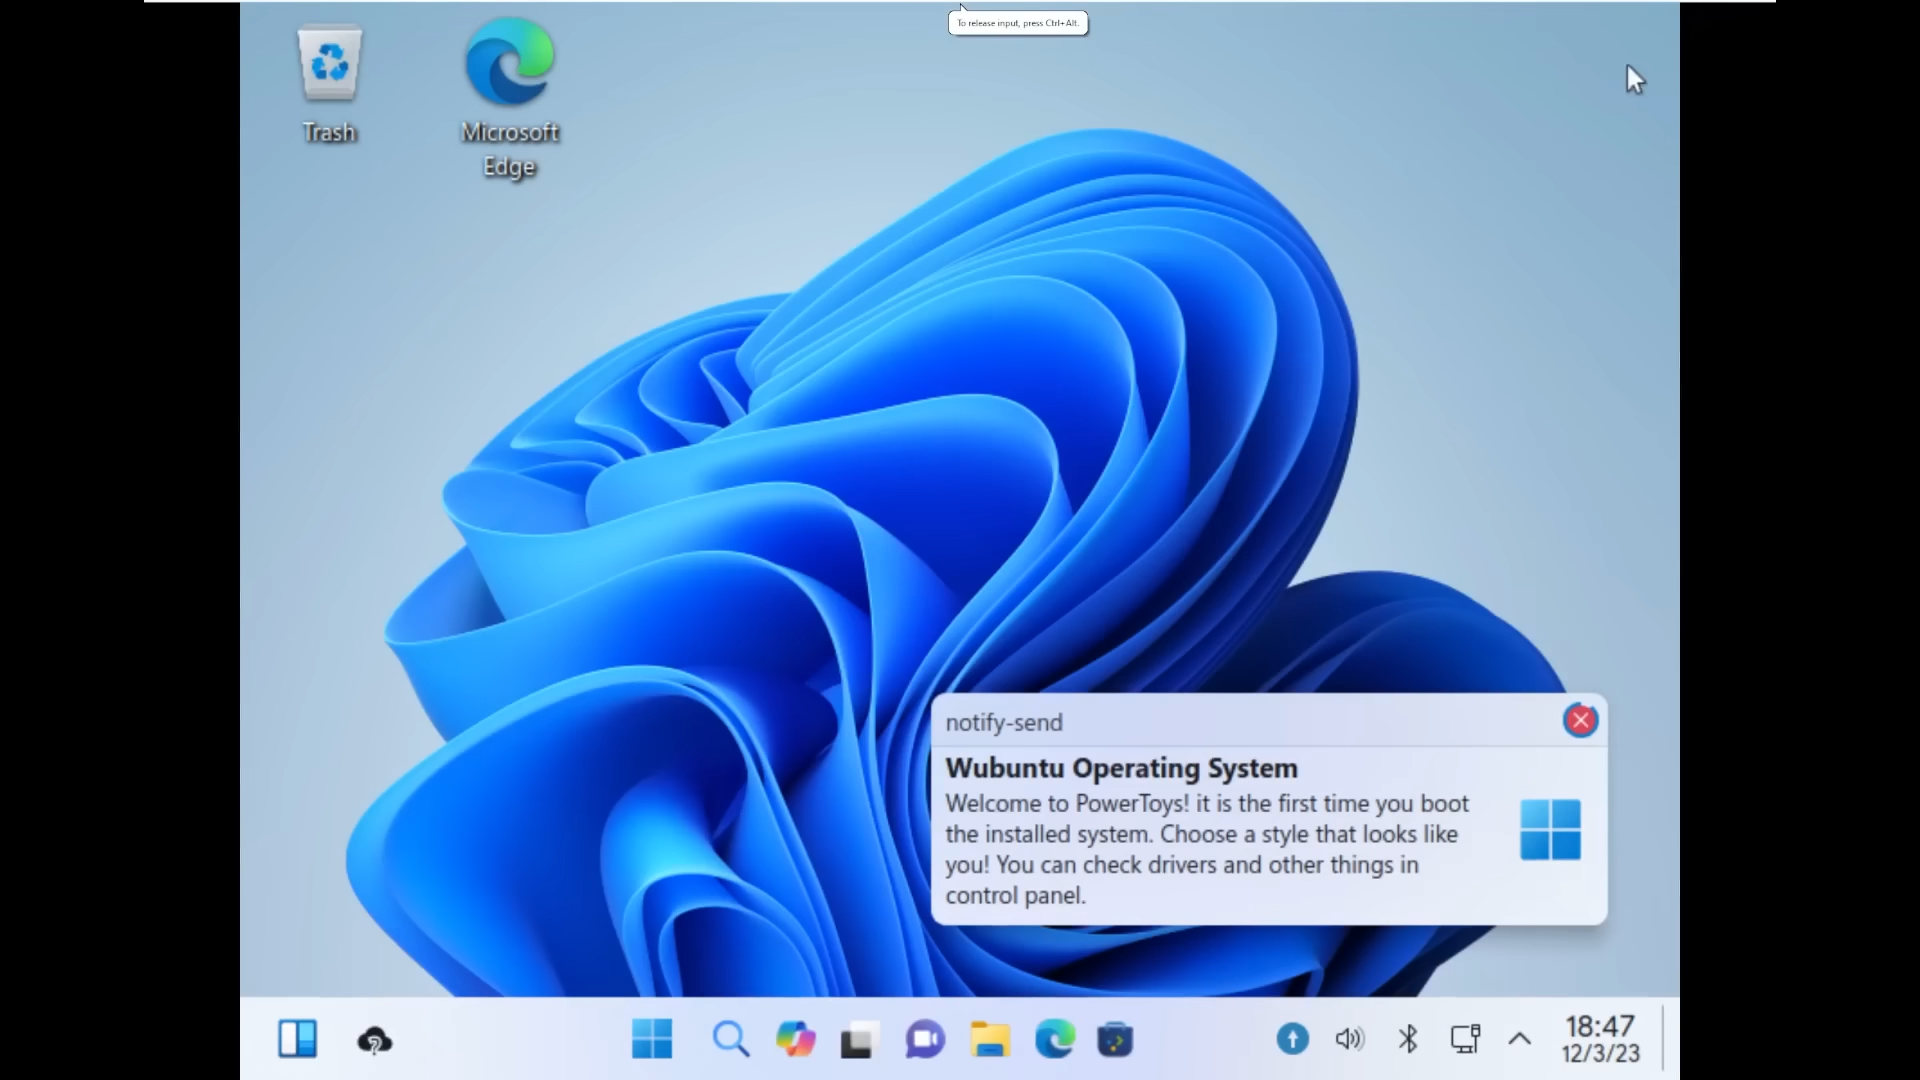 To release input, press Ctrl+Alt.
Trash
Microsoft
Edge
notify-send
Wubuntu Operating System
Welcome to PowerToys! it is the first time you boot
the installed system. Choose a style that looks like
you! You can check drivers and other things in
control panel.
18:47
12/3/23